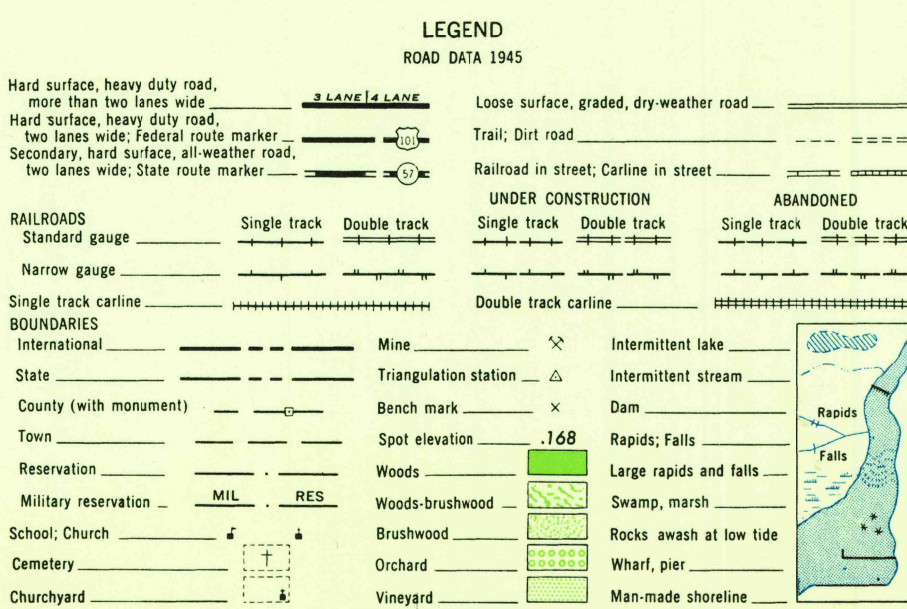 LEGEND
ROAD DATA 1945
Hard surface, heavy duty road,
more than two lanes wide
3 LANE 4 LANE
Hard surface, heavy duty road,
two lanes wide; Federal route marker
101
Secondary, hard surface, all-weather road,
two lanes wide; State route marker
57
Loose surface, graded, dry-weather road
Trail; Dirt road
Railroad in street; Carline in street
UNDER CONSTRUCTION
ABANDONED
RAILROADS
Single track Double track
Single track Double track
Single track Double track
Standard gauge
Narrow gauge
Single track carline
Double track carline
BOUNDARIES
International
State
County (with monument)
Town
Reservation
Military reservation
MIL RES
School; Church
Cemetery
Churchyard
Mine
Triangulation station
Bench mark
Spot elevation .168
Woods
Woods-brushwood
Brushwood
Orchard
Vineyard
Intermittent lake
Intermittent stream
Dam
Rapids; Falls
Large rapids and falls
Swamp, marsh
Rocks awash at low tide
Wharf, pier
Man-made shoreline
Rapids
Falls